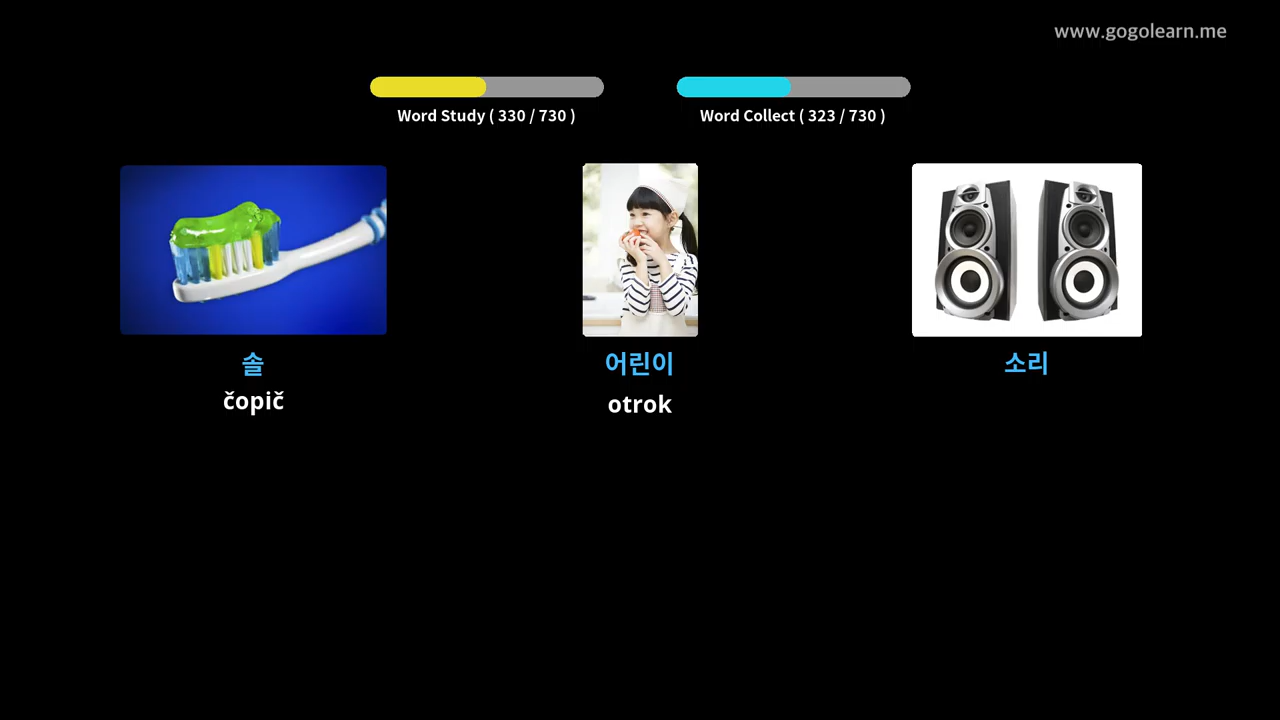 www.gogolearn.me
Word Study ( 330 / 730 )
Word Collect ( 323 / 730 )
솔
čopič
어린이
otrok
소리